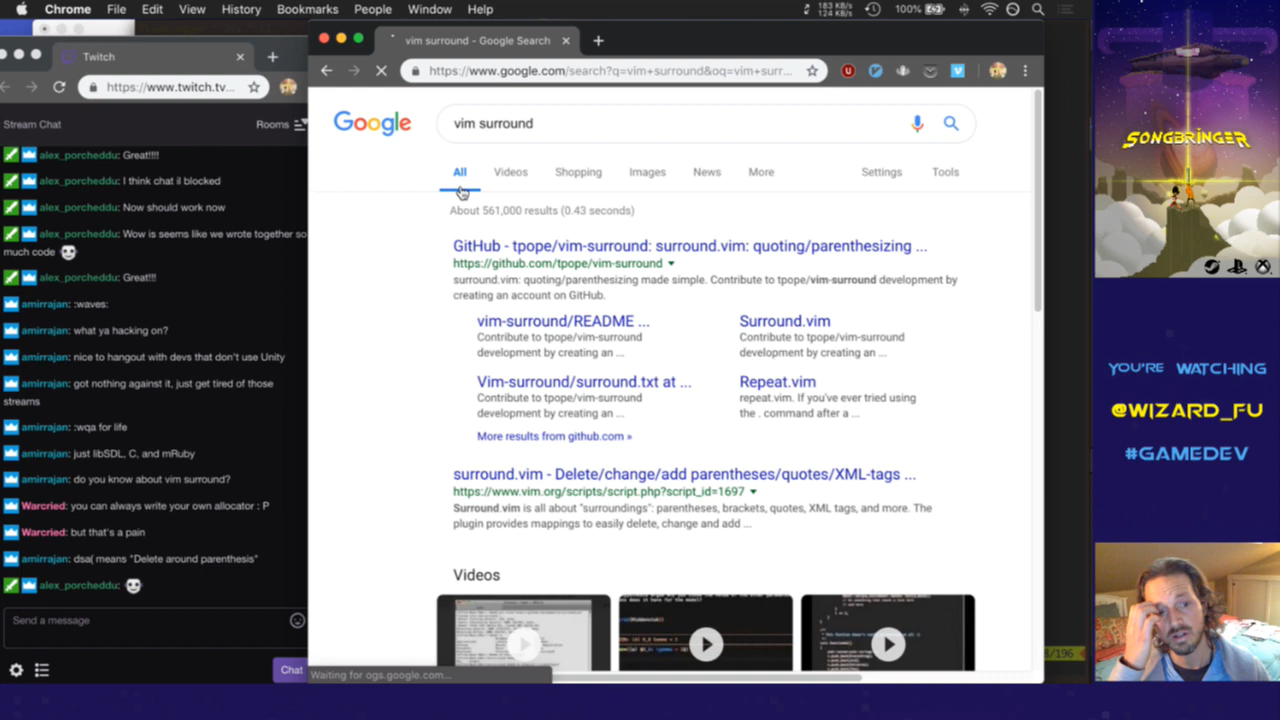 Chrome File Edit View History Bookmarks People Window Help
183 KB/s
124 KB/s
100%
Twitch
https://www.twitch.tv...
Stream Chat
Rooms
alex_porcheddu: Great!!!!
alex_porcheddu: I think chat il blocked
alex_porcheddu: Now should work now
alex_porcheddu: Wow is seems like we wrote together so
much code
alex_porcheddu: Great!!!
amirrajan: :waves:
amirrajan: what ya hacking on?
amirrajan: nice to hangout with devs that don't use Unity
amirrajan: got nothing against it, just get tired of those
streams
amirrajan: :wqa for life
amirrajan: just libSDL, C, and mRuby
amirrajan: do you know about vim surround?
Warcried: you can always write your own allocator : P
Warcried: but that's a pain
amirrajan: dsa( means "Delete around parenthesis"
alex_porcheddu:
Send a message
Chat
vim surround - Google Search
https://www.google.com/search?q=vim+surround&oq=vim+surr...
Google
vim surround
All Videos Shopping Images News More Settings Tools
About 561,000 results (0.43 seconds)
GitHub - tpope/vim-surround: surround.vim: quoting/parenthesizing ...
https://github.com/tpope/vim-surround
surround.vim: quoting/parenthesizing made simple. Contribute to tpope/vim-surround development by
creating an account on GitHub.
vim-surround/README ...
Contribute to tpope/vim-surround
development by creating an ...
Surround.vim
Contribute to tpope/vim-surround
development by creating an ...
Vim-surround/surround.txt at ...
Contribute to tpope/vim-surround
development by creating an ...
Repeat.vim
repeat.vim. If you've ever tried using
the . command after a ...
More results from github.com »
surround.vim - Delete/change/add parentheses/quotes/XML-tags ...
https://www.vim.org/scripts/script.php?script_id=1697
Surround.vim is all about "surroundings": parentheses, brackets, quotes, XML tags, and more. The
plugin provides mappings to easily delete, change and add ...
Videos
Waiting for ogs.google.com...
/196
SONGBRINGER
YOU'RE WATCHING
@WIZARD_FU
#GAMEDEV